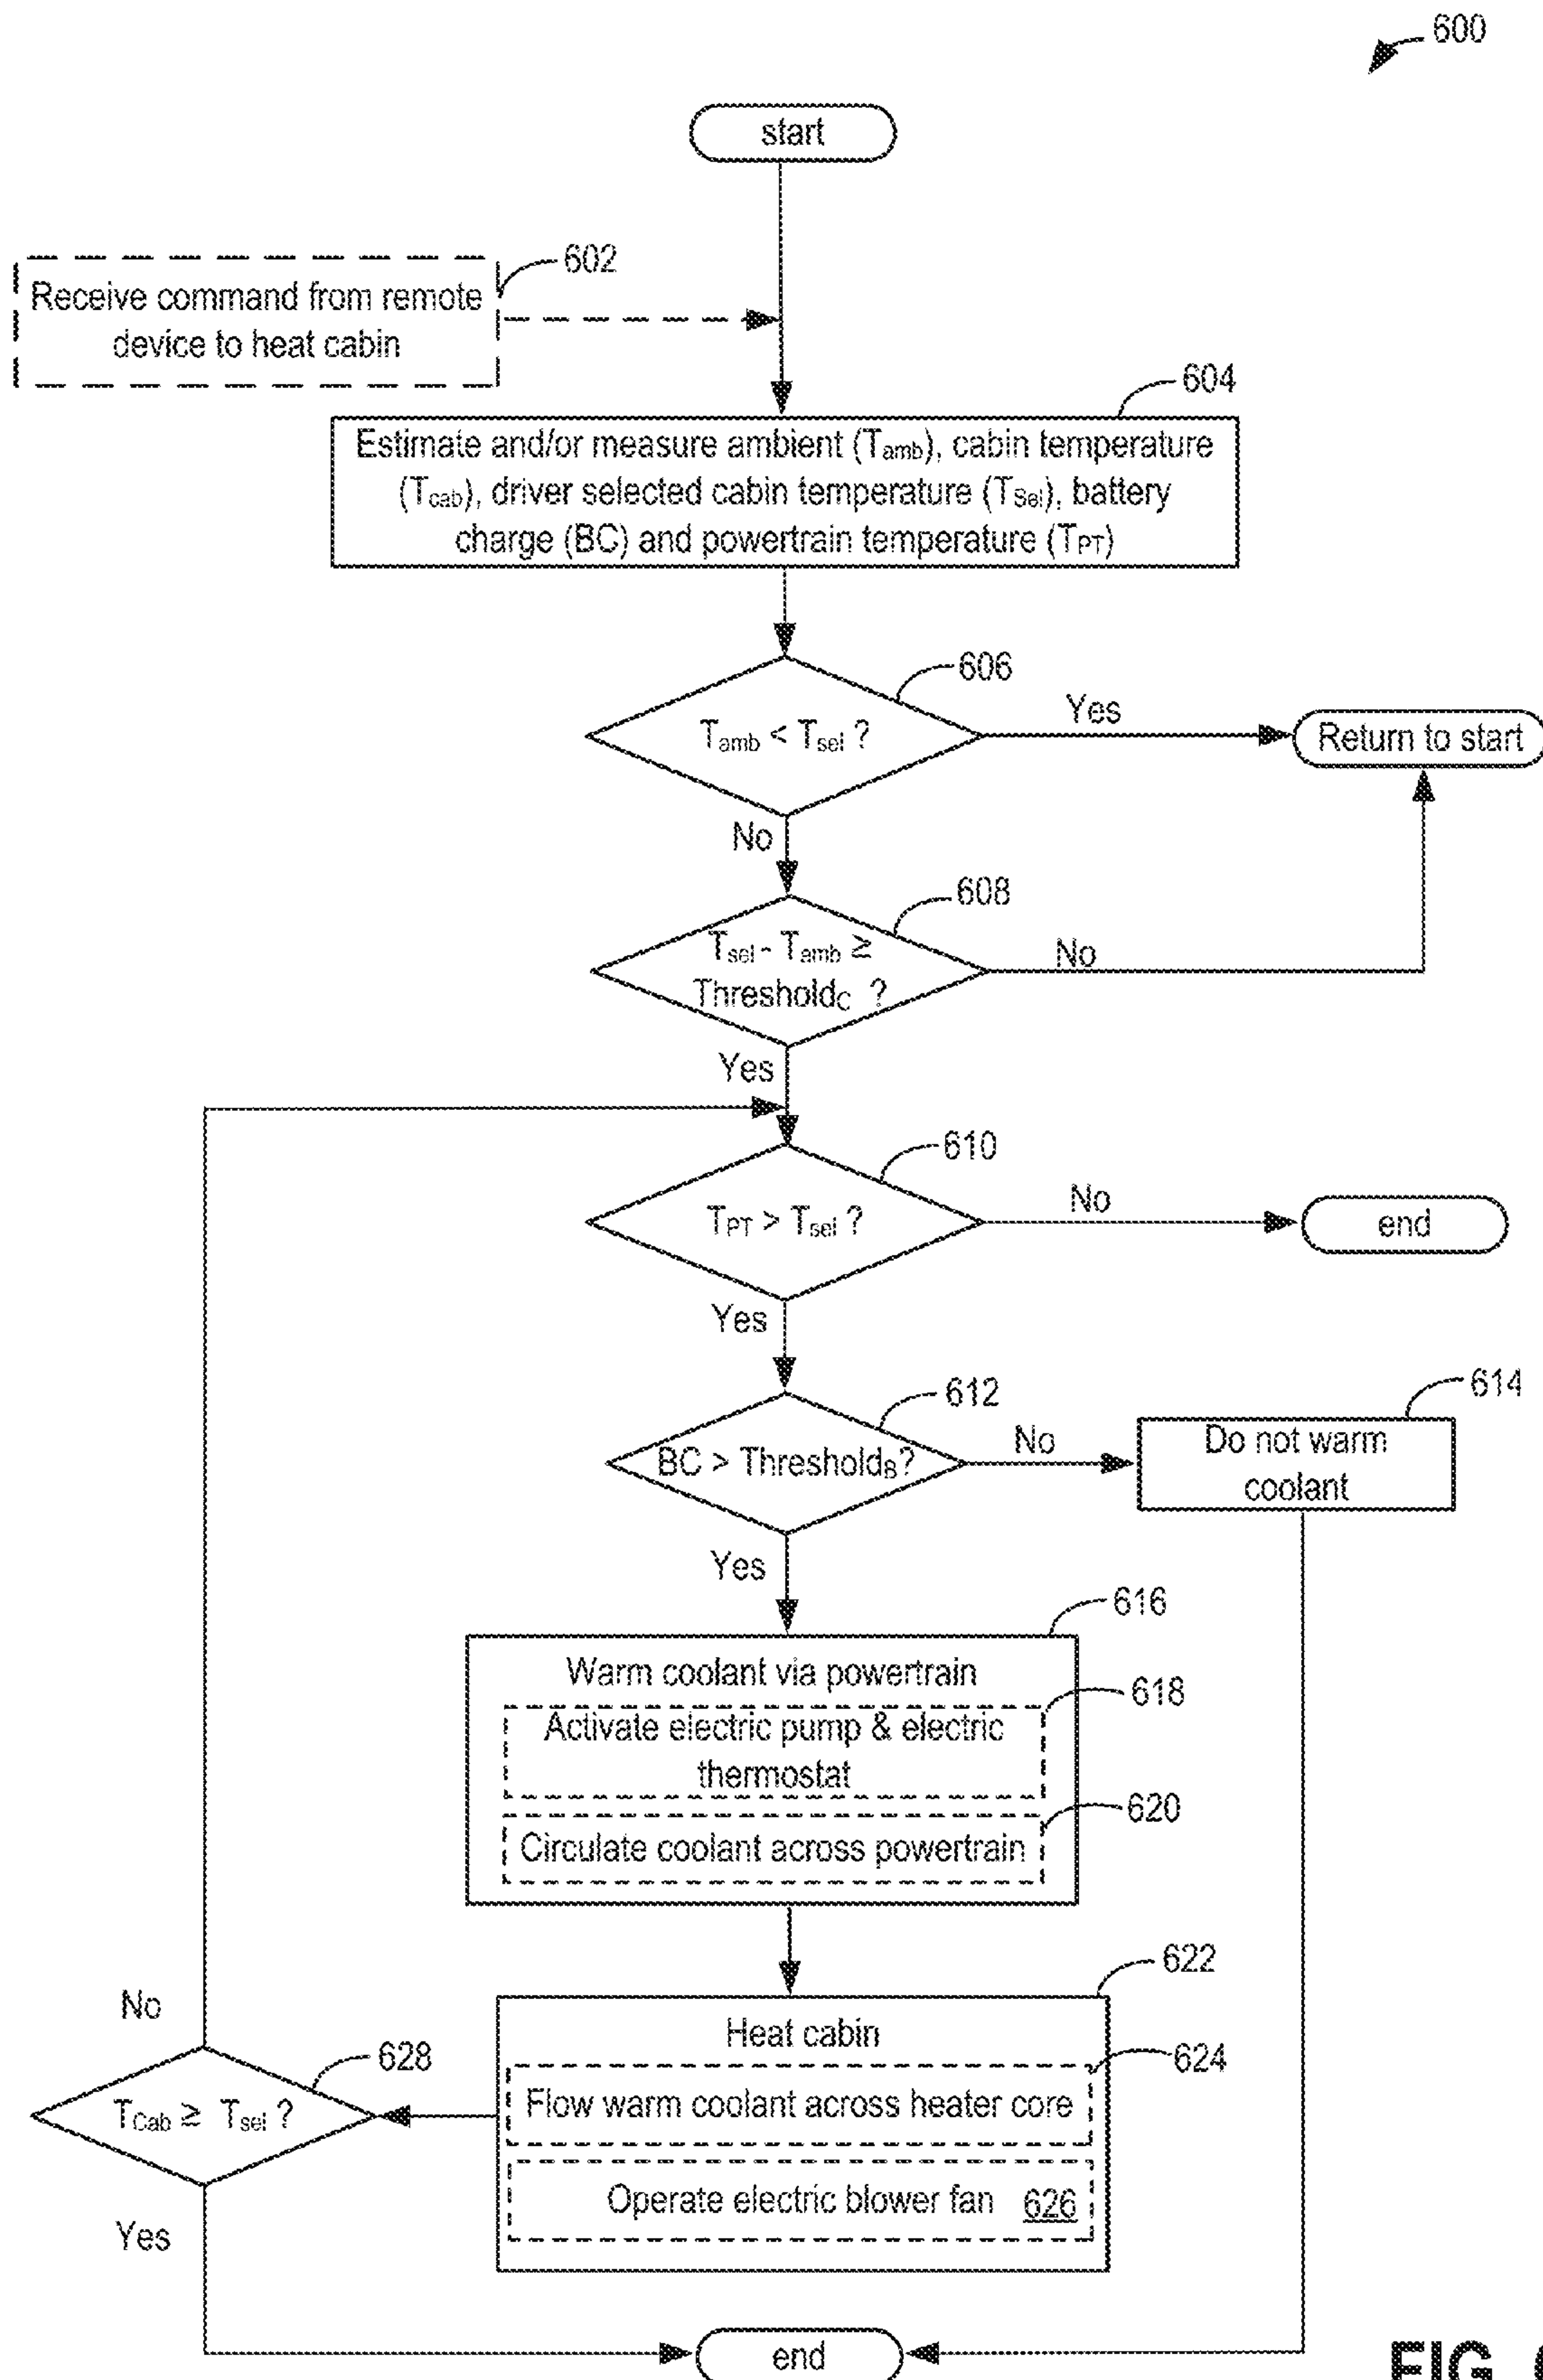 600
start
602
Receive command from remote
device to heat cabin
604
Estimate and/or measure ambient (Tamb), cabin temperature
(Tcab), driver selected cabin temperature (TSel), battery
charge (BC) and powertrain temperature (TPT)
606
Tamb < Tsel ?
Yes
Return to start
No
608
Tsel - Tamb ≥
ThresholdC ?
No
Yes
610
TPT > Tsel ?
No
end
Yes
612
BC > ThresholdB?
No
614
Do not warm
coolant
Yes
616
Warm coolant via powertrain
618
Activate electric pump & electric
thermostat
620
Circulate coolant across powertrain
622
Heat cabin
624
Flow warm coolant across heater core
Operate electric blower fan 626
No
628
TCab ≥ Tsel ?
Yes
end
FIG.